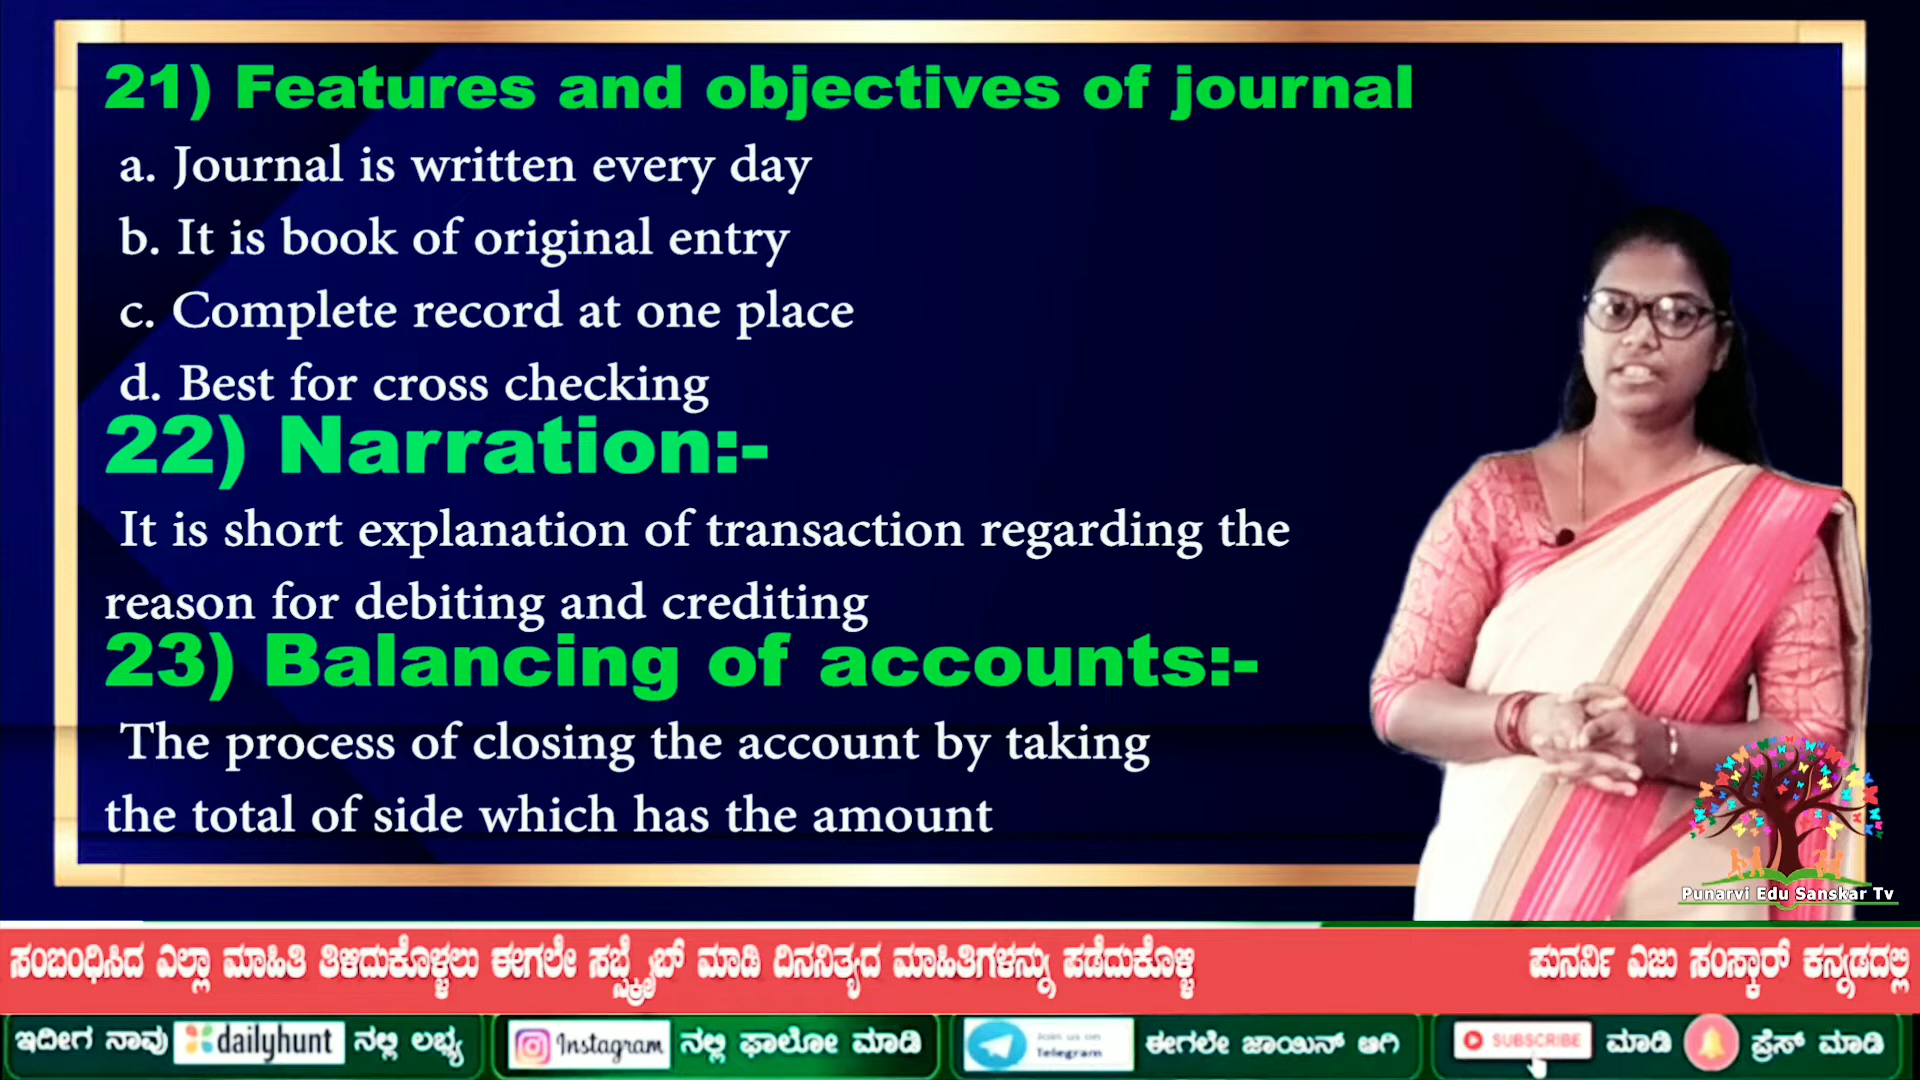 21) Features and objectives of journal
a. Journal is written every day
b. It is book of original entry
c. Complete record at one place
d. Best for cross checking
22) Narration:-
It is short explanation of transaction regarding the
reason for debiting and crediting
23) Balancing of accounts:-
The process of closing the account by taking
the total of side which has the amount
Punarvi Edu Sanskar Tv
ಸಂಬಂಧಿಸಿದ ಎಲ್ಲಾ ಮಾಹಿತಿ ತಿಳಿದುಕೊಳ್ಳಲು ಈಗಲೇ ಸಬ್ಸ್ಕ್ರೈಬ್ ಮಾಡಿ ದಿನನಿತ್ಯದ ಮಾಹಿತಿಗಳನ್ನು ಪಡೆದುಕೊಳ್ಳಿ ಪುನರ್ವಿ ಎಜು ಸಂಸ್ಕಾರ್ ಕನ್ನಡದಲ್ಲಿ
ಇದೀಗ ನಾವು dailyhunt ನಲ್ಲಿ ಲಭ್ಯ Instagram ನಲ್ಲಿ ಫಾಲೋ ಮಾಡಿ Join us on Telegram ಈಗಲೇ ಜಾಯಿನ್ ಆಗಿ SUBSCRIBE ಮಾಡಿ ಪ್ರೆಸ್ ಮಾಡಿ